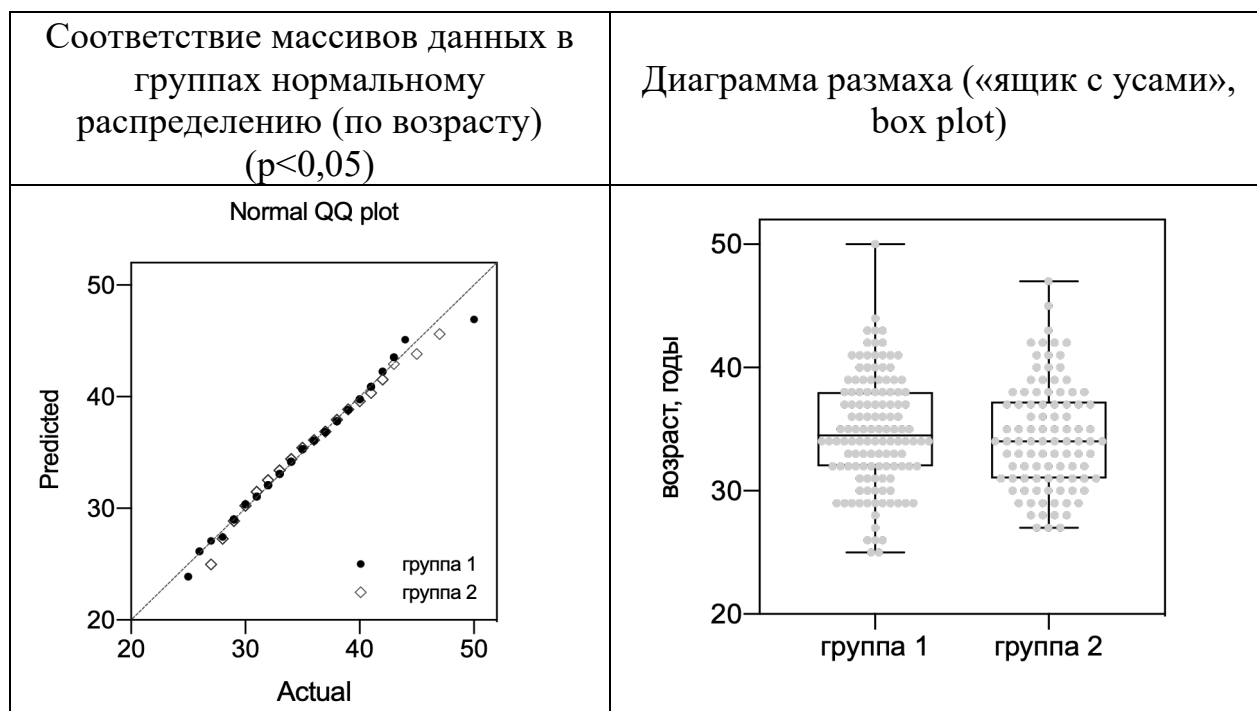 Соответствие массивов данных в
группах нормальному
распределению (по возрасту)
(p<0,05)
Диаграмма размаха («ящик с усами»,
box plot)
Normal QQ plot
50
40
30
20
Predicted
20
30
40
50
Actual
группа 1
группа 2
50
40
30
20
возраст, годы
группа 1
группа 2